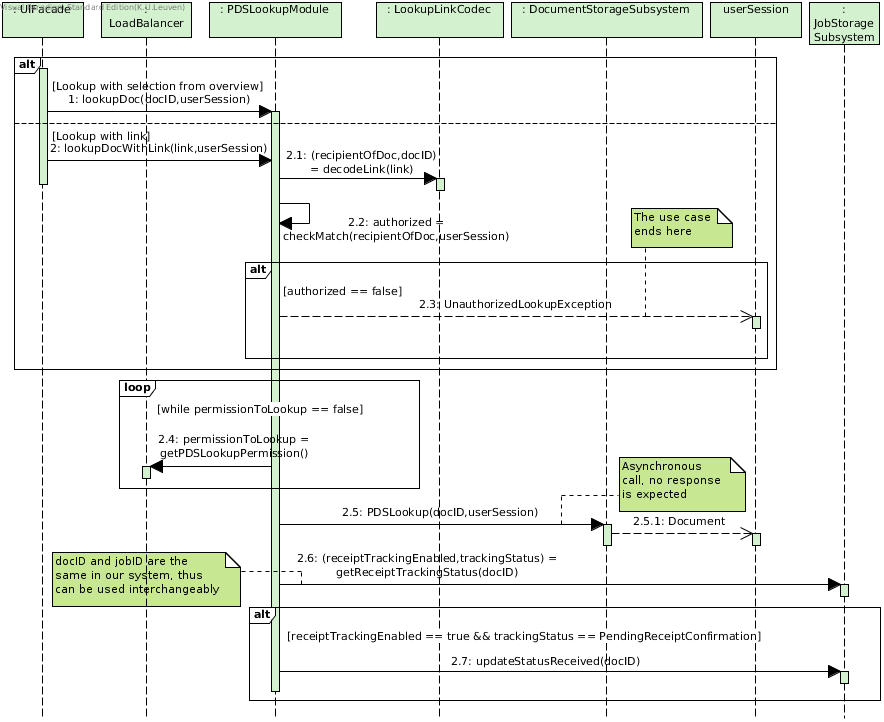 : UIFacade
:
LoadBalancer
: PDSLookupModule
: LookupLinkCodec
: DocumentStorageSubsystem
userSession
:
JobStorage
Subsystem
Standard Edition(K.U.Leuven)
alt
[Lookup with selection from overview]
1: lookupDoc(docID,userSession)
[Lookup with link]
2: lookupDocWithLink(link,userSession)
2.1: (recipientOfDoc,docID)
= decodeLink(link)
2.2: authorized =
checkMatch(recipientOfDoc,userSession)
The use case
ends here
alt
[authorized == false]
2.3: UnauthorizedLookupException
loop
[while permissionToLookup == false]
2.4: permissionToLookup =
getPDSLookupPermission()
Asynchronous
call, no response
is expected
2.5: PDSLookup(docID,userSession)
2.5.1: Document
docID and jobID are the
same in our system, thus
can be used interchangeably
2.6: (receiptTrackingEnabled,trackingStatus) =
getReceiptTrackingStatus(docID)
alt
[receiptTrackingEnabled == true && trackingStatus == PendingReceiptConfirmation]
2.7: updateStatusReceived(docID)